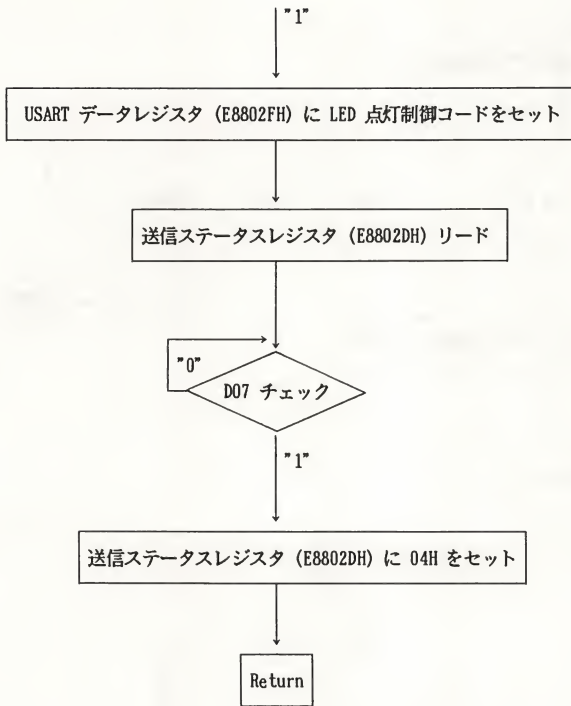 "1"
USART データレジスタ (E8802FH) に LED 点灯制御コードをセット
送信ステータスレジスタ (E8802DH) リード
"0"
D07 チェック
"1"
送信ステータスレジスタ (E8802DH) に 04H をセット
Return